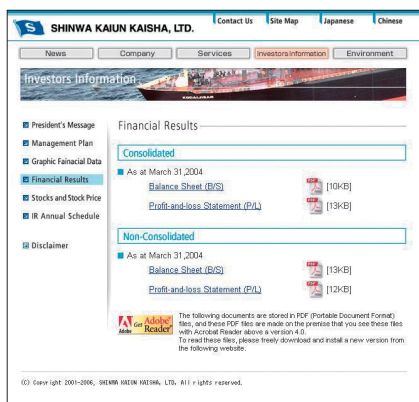 Contact Us Site Map Japanese Chinese
S SHINWA KAIUN KAISHA, LTD.
News Company Services Investors Information Environment
Investors Information
President's Message
Management Plan
Graphic Fainacial Data
Financial Results
Stocks and Stock Price
IR Annual Schedule
Disclaimer
Financial Results
Consolidated
As at March 31,2004
Balance Sheet (B/S) PDF [10KB]
Profit-and-loss Statement (P/L) PDF [13KB]
Non-Consolidated
As at March 31,2004
Balance Sheet (B/S) PDF [13KB]
Profit-and-loss Statement (P/L) PDF [12KB]
Adobe Get Adobe Reader
The following documents are stored in PDF (Portable Document Format)
files, and these PDF files are made on the premise that you see these files
with Acrobat Reader above a version 4.0.
To read these files, please freely download and install a new version from
the following website.
(C) Copyright 2001-2006, SHINWA KAIUN KAISHA, LTD. All rights reserved.